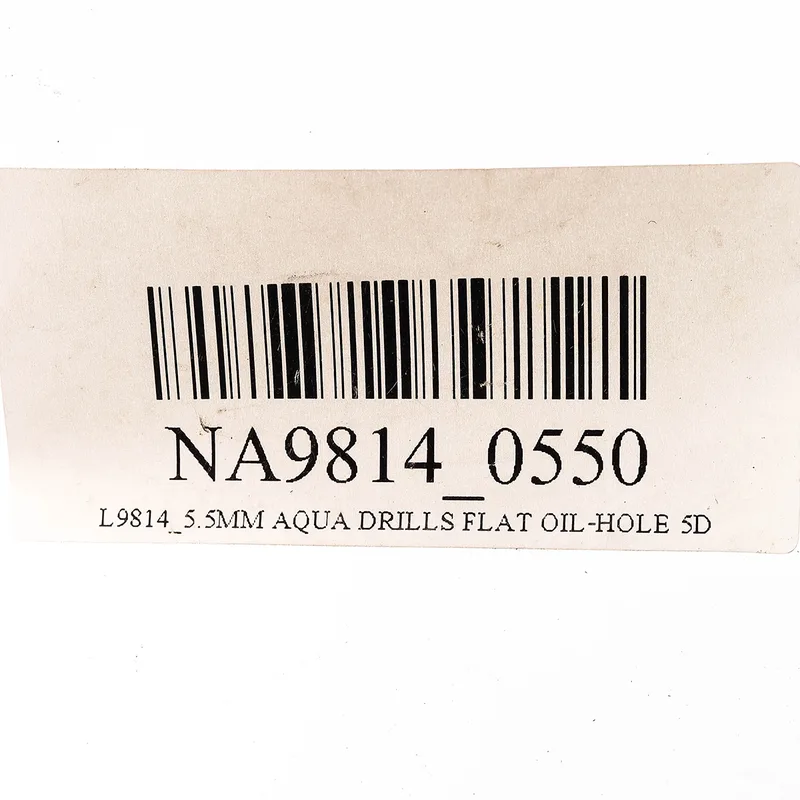 NA9814_0550
L9814_5.5MM AQUA DRILLS FLAT OIL-HOLE 5D